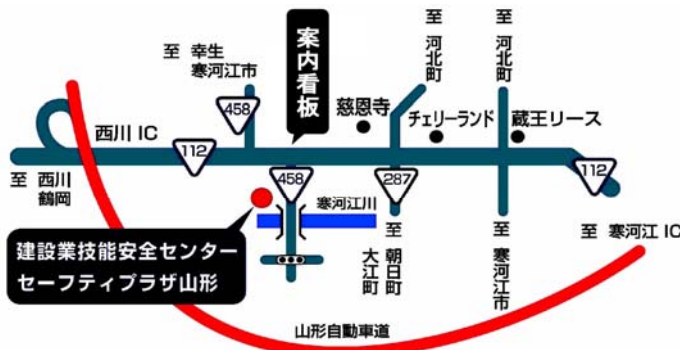 至 幸生
寒河江市
案内看板
至 河北町
至 河北町
慈恩寺
チェリーランド
蔵王リース
458
西川 IC
112
至 西川
鶴岡
458
寒河江川
287
112
建設業技能安全センター
セーフティプラザ山形
至 朝日町
大江町
至 寒河江市
至 寒河江 IC
山形自動車道